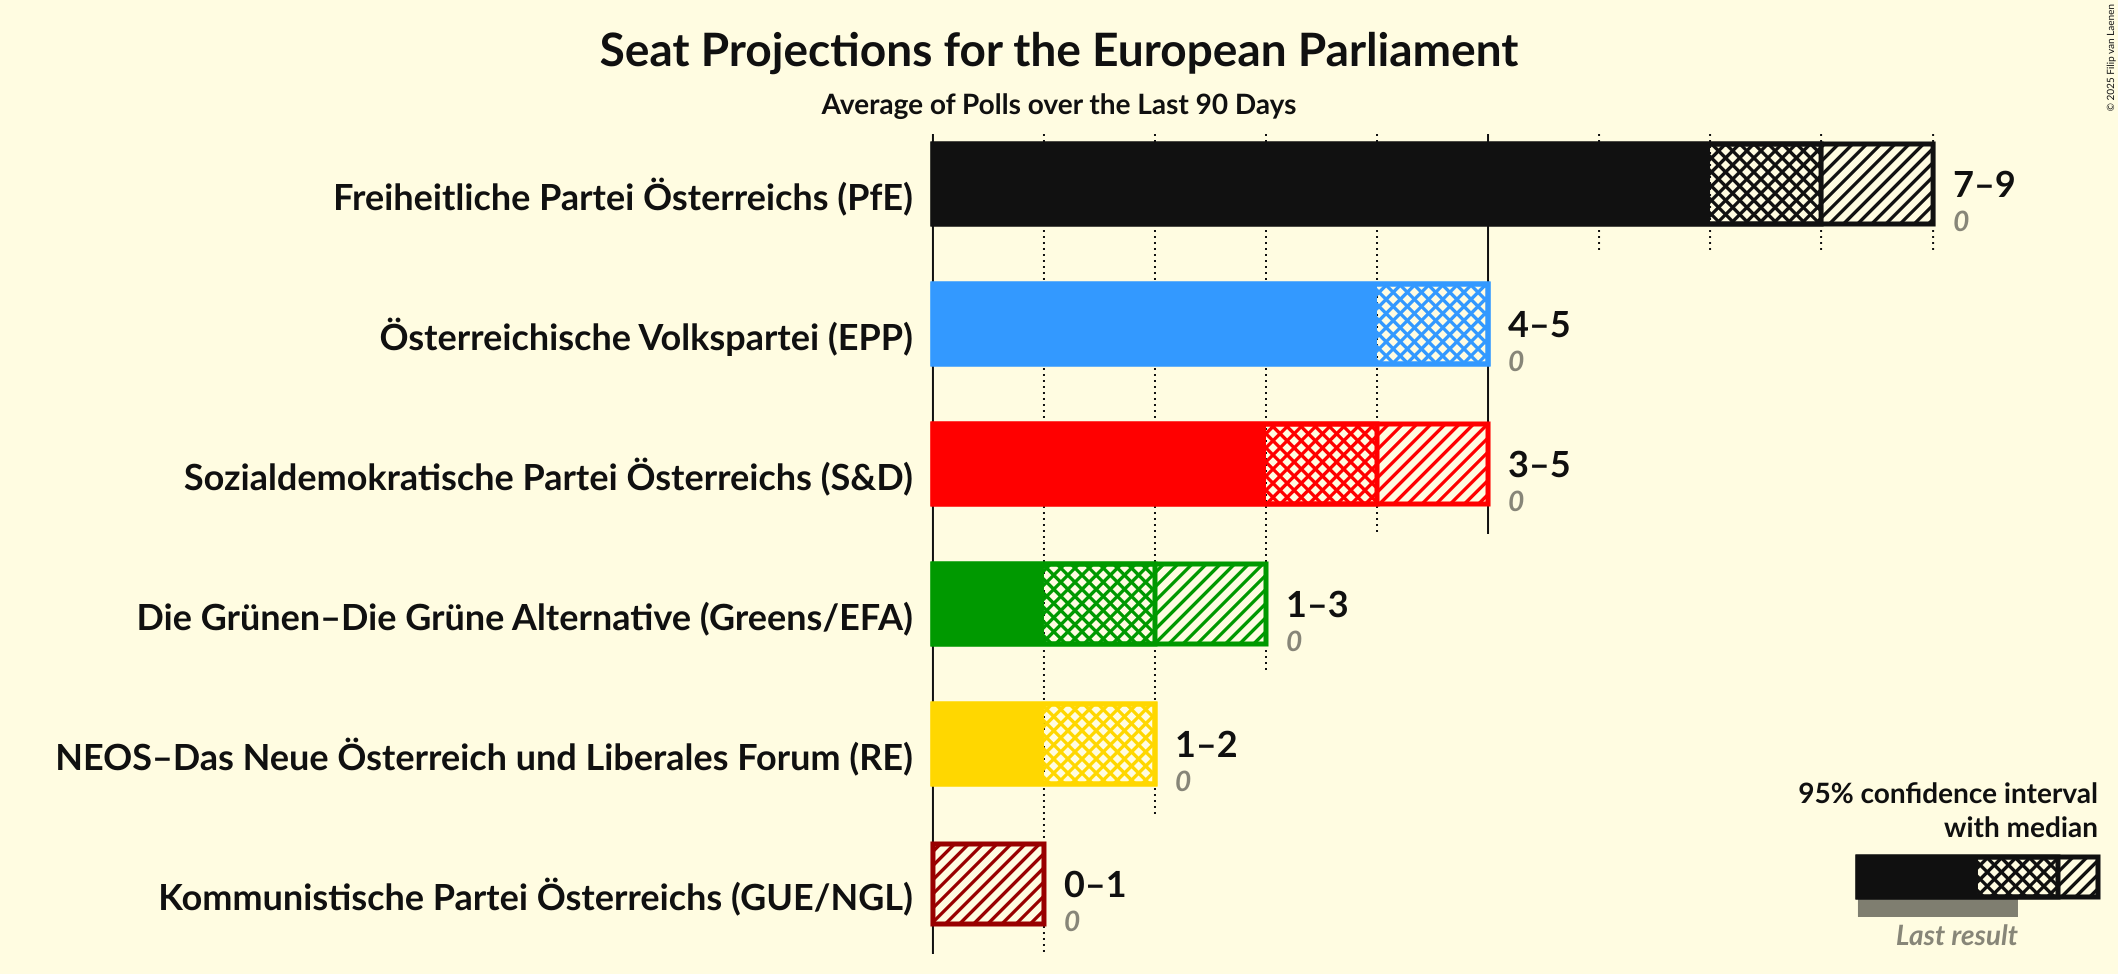 Seat Projections for the European Parliament
Average of Polls over the Last 90 Days
Freiheitliche Partei Österreichs (PfE)
7–9
0
Österreichische Volkspartei (EPP)
4–5
0
Sozialdemokratische Partei Österreichs (S&D)
3–5
0
Die Grünen–Die Grüne Alternative (Greens/EFA)
1–3
0
NEOS–Das Neue Österreich und Liberales Forum (RE)
1–2
0
Kommunistische Partei Österreichs (GUE/NGL)
0–1
0
95% confidence interval
with median
Last result
© 2025 Filip van Laenen